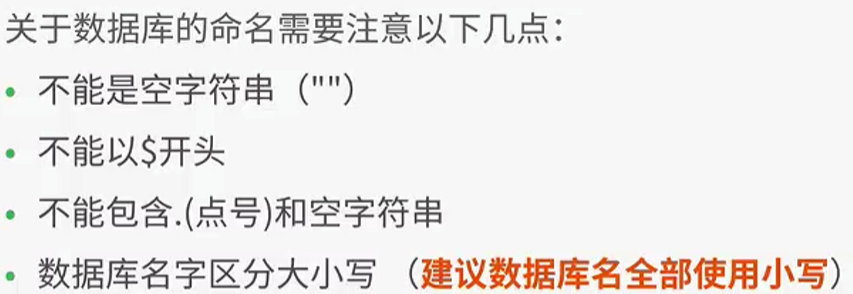 关于数据库的命名需要注意以下几点：
• 不能是空字符串（""）
• 不能以$开头
• 不能包含.(点号)和空字符串
• 数据库名字区分大小写 （建议数据库名全部使用小写）